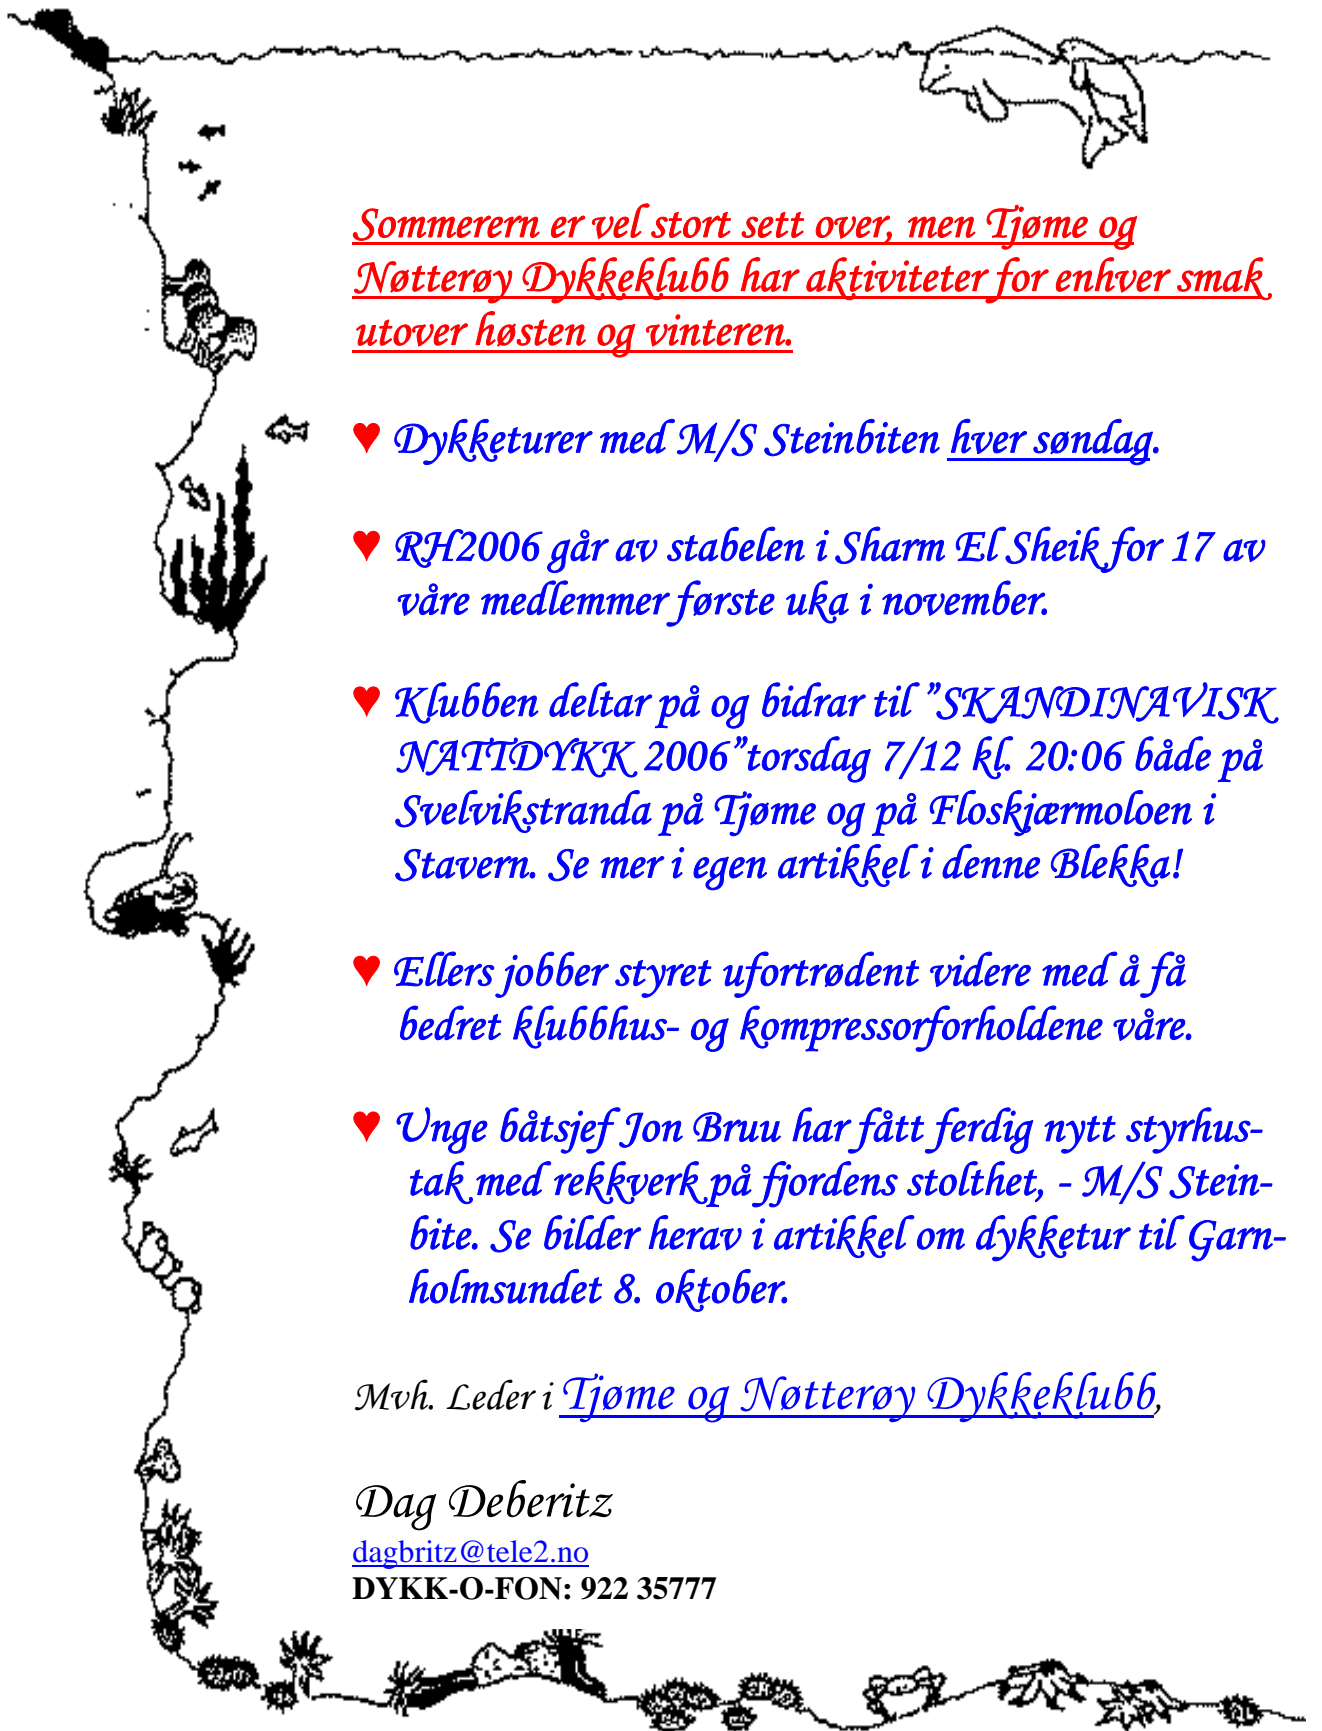 Sommerern er vel stort sett over, men Tjøme og
Nøtterøy Dykkeklubb har aktiviteter for enhver smak
utover høsten og vinteren.
♥ Dykketurer med M/S Steinbiten hver søndag.
♥ RH2006 går av stabelen i Sharm El Sheik for 17 av
våre medlemmer første uka i november.
♥ Klubben deltar på og bidrar til ”SKANDINAVISK
NATTDYKK 2006”torsdag 7/12 kl. 20:06 både på
Svelvikstranda på Tjøme og på Floskjærmoloen i
Stavern. Se mer i egen artikkel i denne Blekka!
♥ Ellers jobber styret ufortrødent videre med å få
bedret klubbhus- og kompressorforholdene våre.
♥ Unge båtsjef Jon Bruu har fått ferdig nytt styrhus-
tak med rekkverk på fjordens stolthet, - M/S Stein-
bite. Se bilder herav i artikkel om dykketur til Garn-
holmsundet 8. oktober.
Mvh. Leder i Tjøme og Nøtterøy Dykkeklubb,
Dag Deberitz
dagbritz@tele2.no
DYKK-O-FON: 922 35777